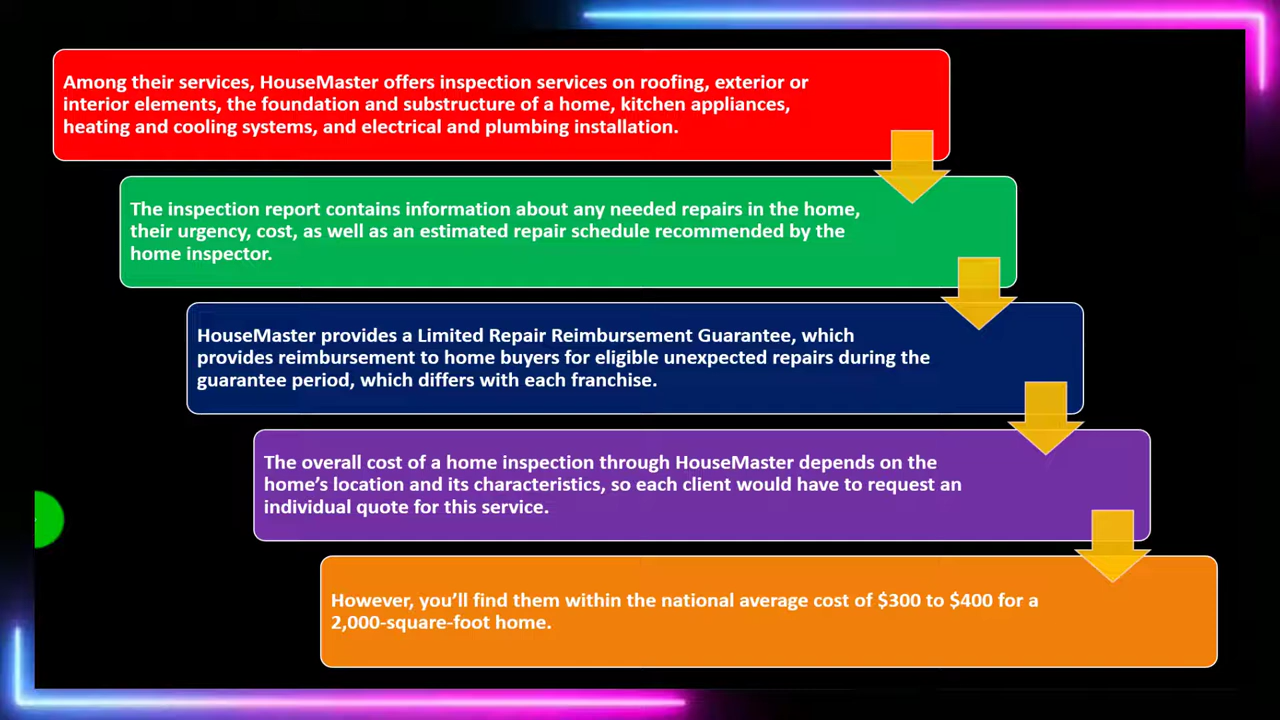 Among their services, HouseMaster offers inspection services on roofing, exterior or
interior elements, the foundation and substructure of a home, kitchen appliances,
heating and cooling systems, and electrical and plumbing installation.
The inspection report contains information about any needed repairs in the home,
their urgency, cost, as well as an estimated repair schedule recommended by the
home inspector.
HouseMaster provides a Limited Repair Reimbursement Guarantee, which
provides reimbursement to home buyers for eligible unexpected repairs during the
guarantee period, which differs with each franchise.
The overall cost of a home inspection through HouseMaster depends on the
home’s location and its characteristics, so each client would have to request an
individual quote for this service.
However, you’ll find them within the national average cost of $300 to $400 for a
2,000-square-foot home.